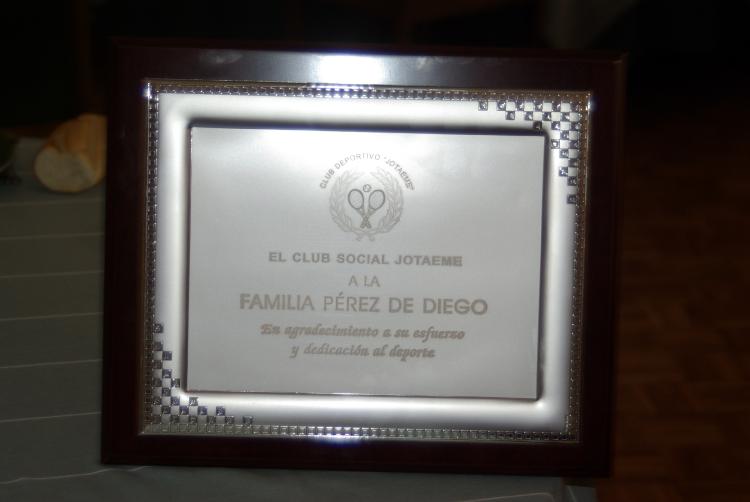 CLUB DEPORTIVO "JOTAEME"
EL CLUB SOCIAL JOTAEME
A LA
FAMILIA PÉREZ DE DIEGO
En agradecimiento a su esfuerzo
y dedicación al deporte